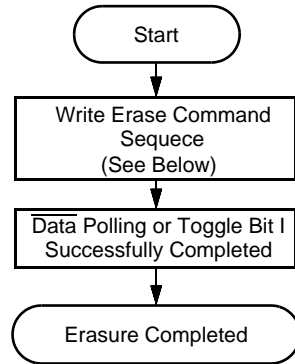 Start
Write Erase Command
Sequece
(See Below)
Data Polling or Toggle Bit I
Successfully Completed
Erasure Completed